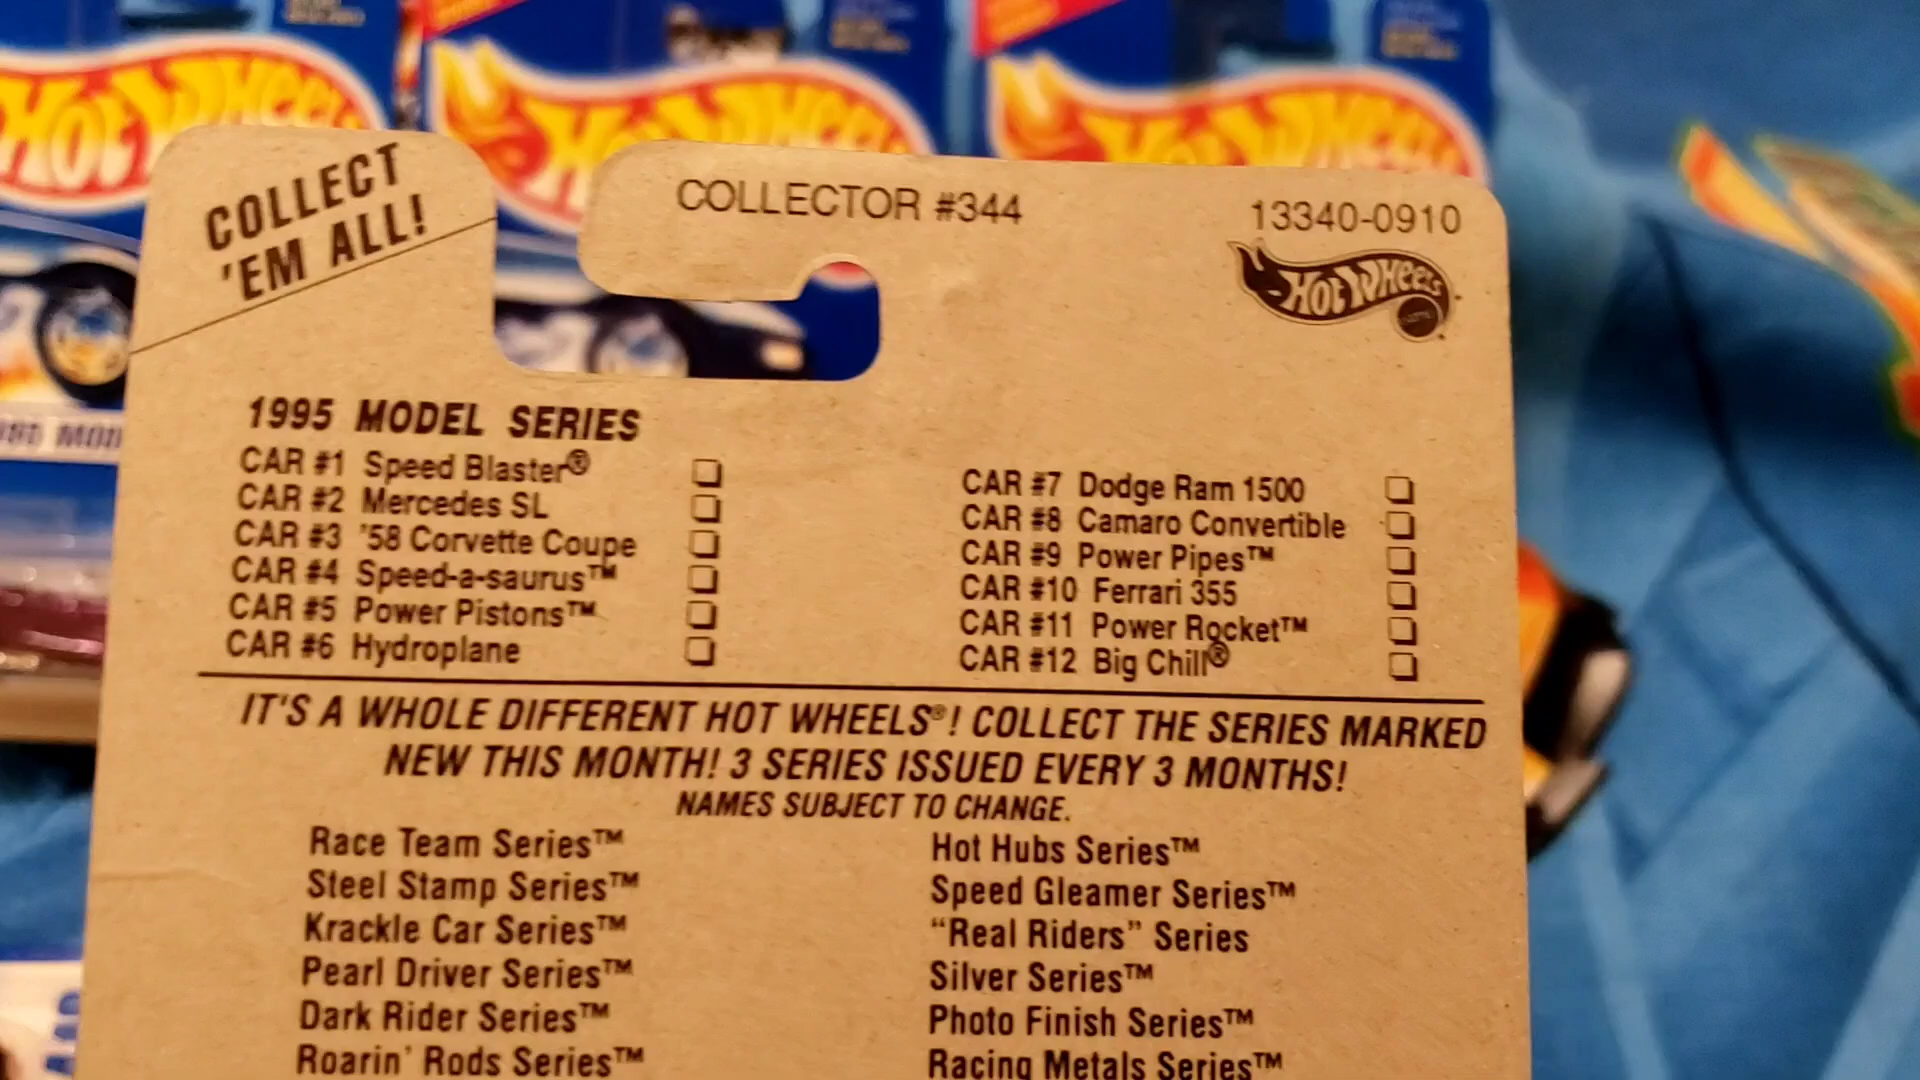 Hot Wheels
Hot Wheels
Hot Wheels
COLLECT
'EM ALL!
COLLECTOR #344
13340-0910
Hot Wheels
1995 MODEL SERIES
CAR #1 Speed Blaster®
CAR #2 Mercedes SL
CAR #3 '58 Corvette Coupe
CAR #4 Speed-a-saurus™
CAR #5 Power Pistons™
CAR #6 Hydroplane
CAR #7 Dodge Ram 1500
CAR #8 Camaro Convertible
CAR #9 Power Pipes™
CAR #10 Ferrari 355
CAR #11 Power Rocket™
CAR #12 Big Chill®
IT'S A WHOLE DIFFERENT HOT WHEELS®! COLLECT THE SERIES MARKED
NEW THIS MONTH! 3 SERIES ISSUED EVERY 3 MONTHS!
NAMES SUBJECT TO CHANGE.
Race Team Series™
Steel Stamp Series™
Krackle Car Series™
Pearl Driver Series™
Dark Rider Series™
Roarin' Rods Series™
Hot Hubs Series™
Speed Gleamer Series™
“Real Riders” Series
Silver Series™
Photo Finish Series™
Racing Metals Series™